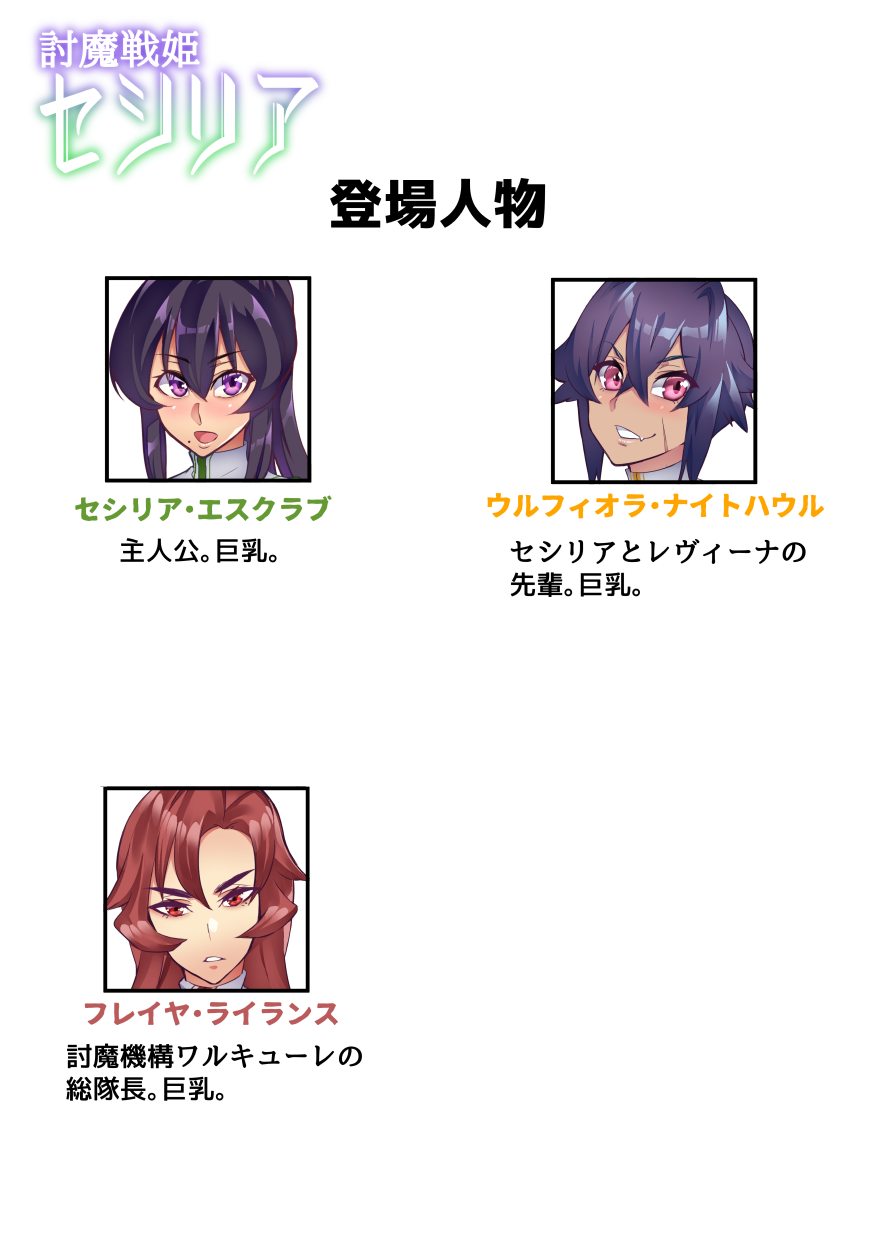 討魔戦姫
セシリア
登場人物
セシリア・エスクラブ
主人公。巨乳。
ウルフィオラ・ナイトハウル
セシリアとレヴィーナの
先輩。巨乳。
フレイヤ・ライランス
討魔機構ワルキューレの
総隊長。巨乳。